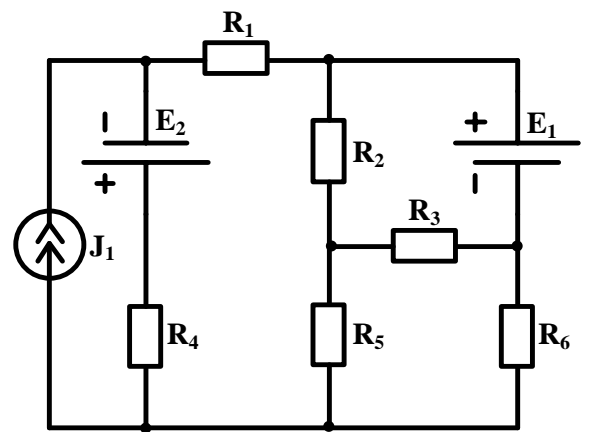 R₁
E₂
R₂
E₁
R₃
J₁
R₄
R₅
R₆